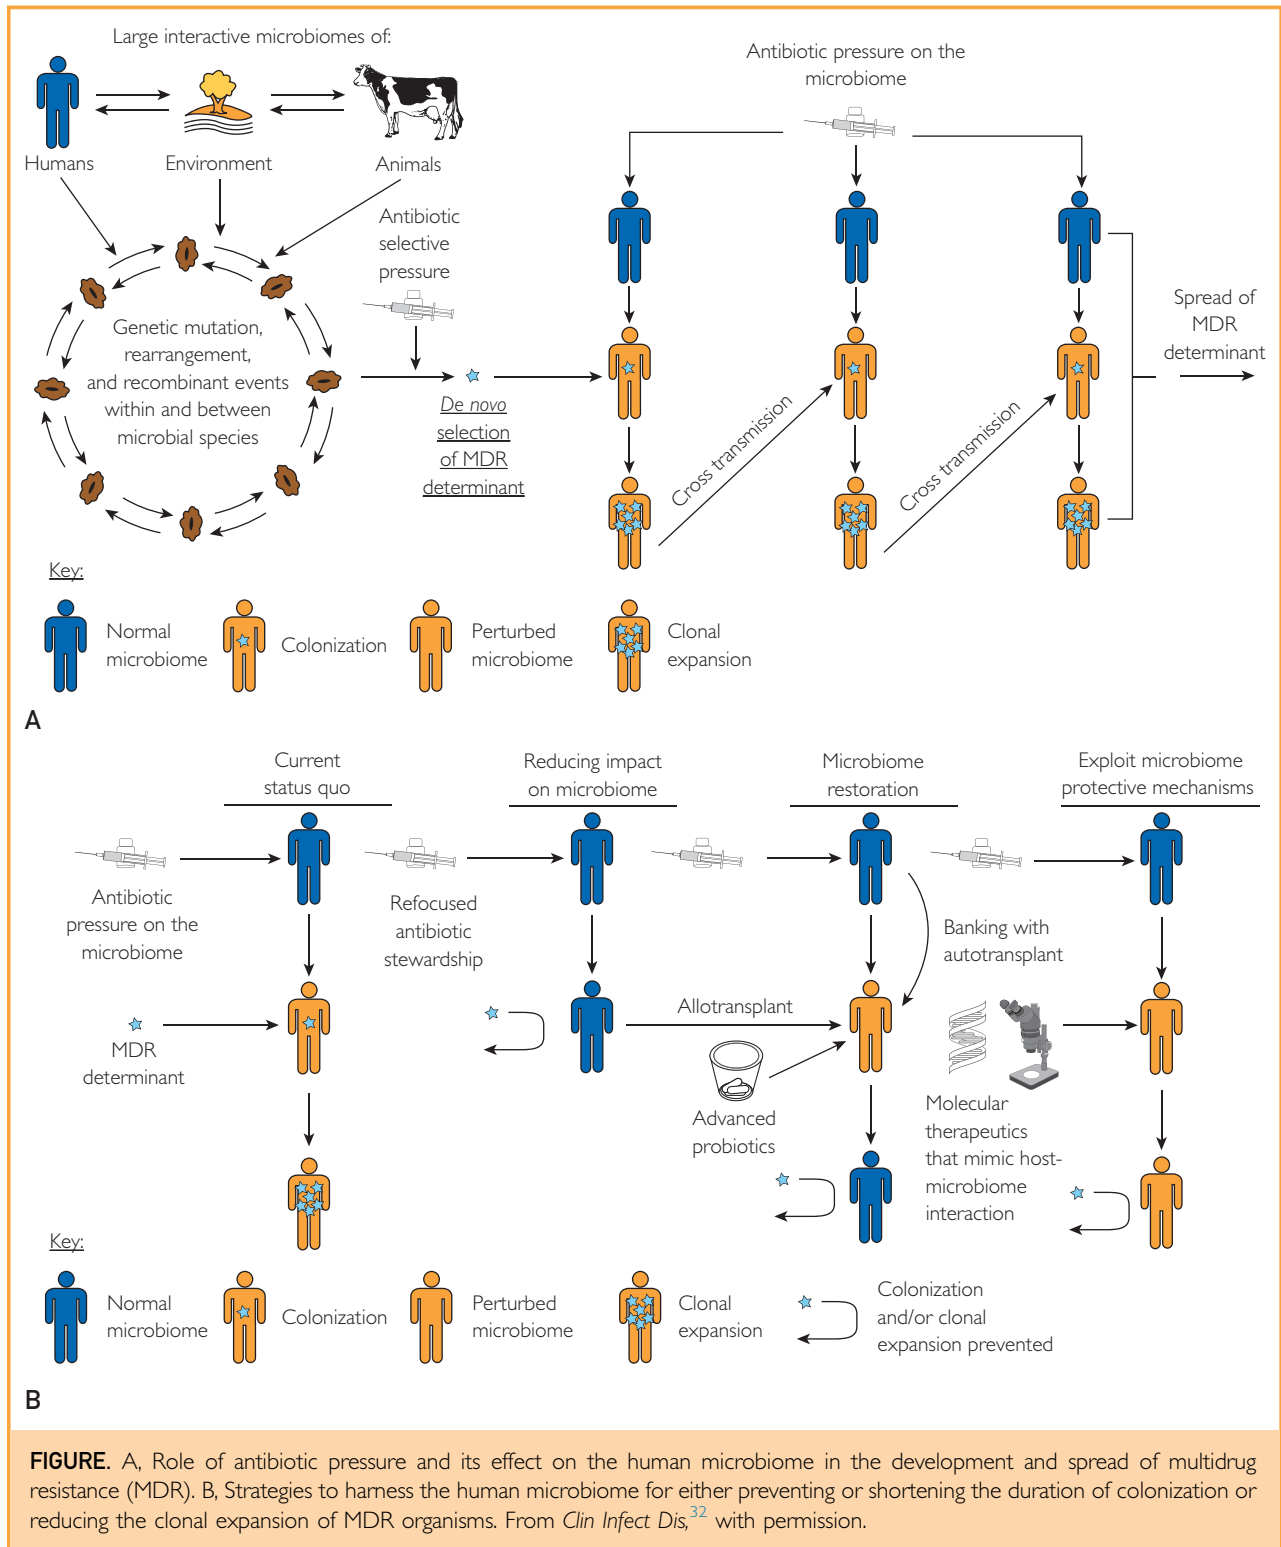 Large interactive microbiomes of:
Humans
Environment
Animals
Antibiotic
selective
pressure
Genetic mutation,
rearrangement,
and recombinant events
within and between
microbial species
De novo
selection
of MDR
determinant
Antibiotic pressure on the
microbiome
Cross transmission
Cross transmission
Spread of
MDR
determinant
Key:
Normal
microbiome
Colonization
Perturbed
microbiome
Clonal
expansion
A
Current
status quo
Reducing impact
on microbiome
Microbiome
restoration
Exploit microbiome
protective mechanisms
Antibiotic
pressure on the
microbiome
MDR
determinant
Refocused
antibiotic
stewardship
Allotransplant
Advanced
probiotics
Banking with
autotransplant
Molecular
therapeutics
that mimic host-
microbiome
interaction
Key:
Normal
microbiome
Colonization
Perturbed
microbiome
Clonal
expansion
Colonization
and/or clonal
expansion prevented
B
FIGURE. A, Role of antibiotic pressure and its effect on the human microbiome in the development and spread of multidrug
resistance (MDR). B, Strategies to harness the human microbiome for either preventing or shortening the duration of colonization or
reducing the clonal expansion of MDR organisms. From Clin Infect Dis,32 with permission.